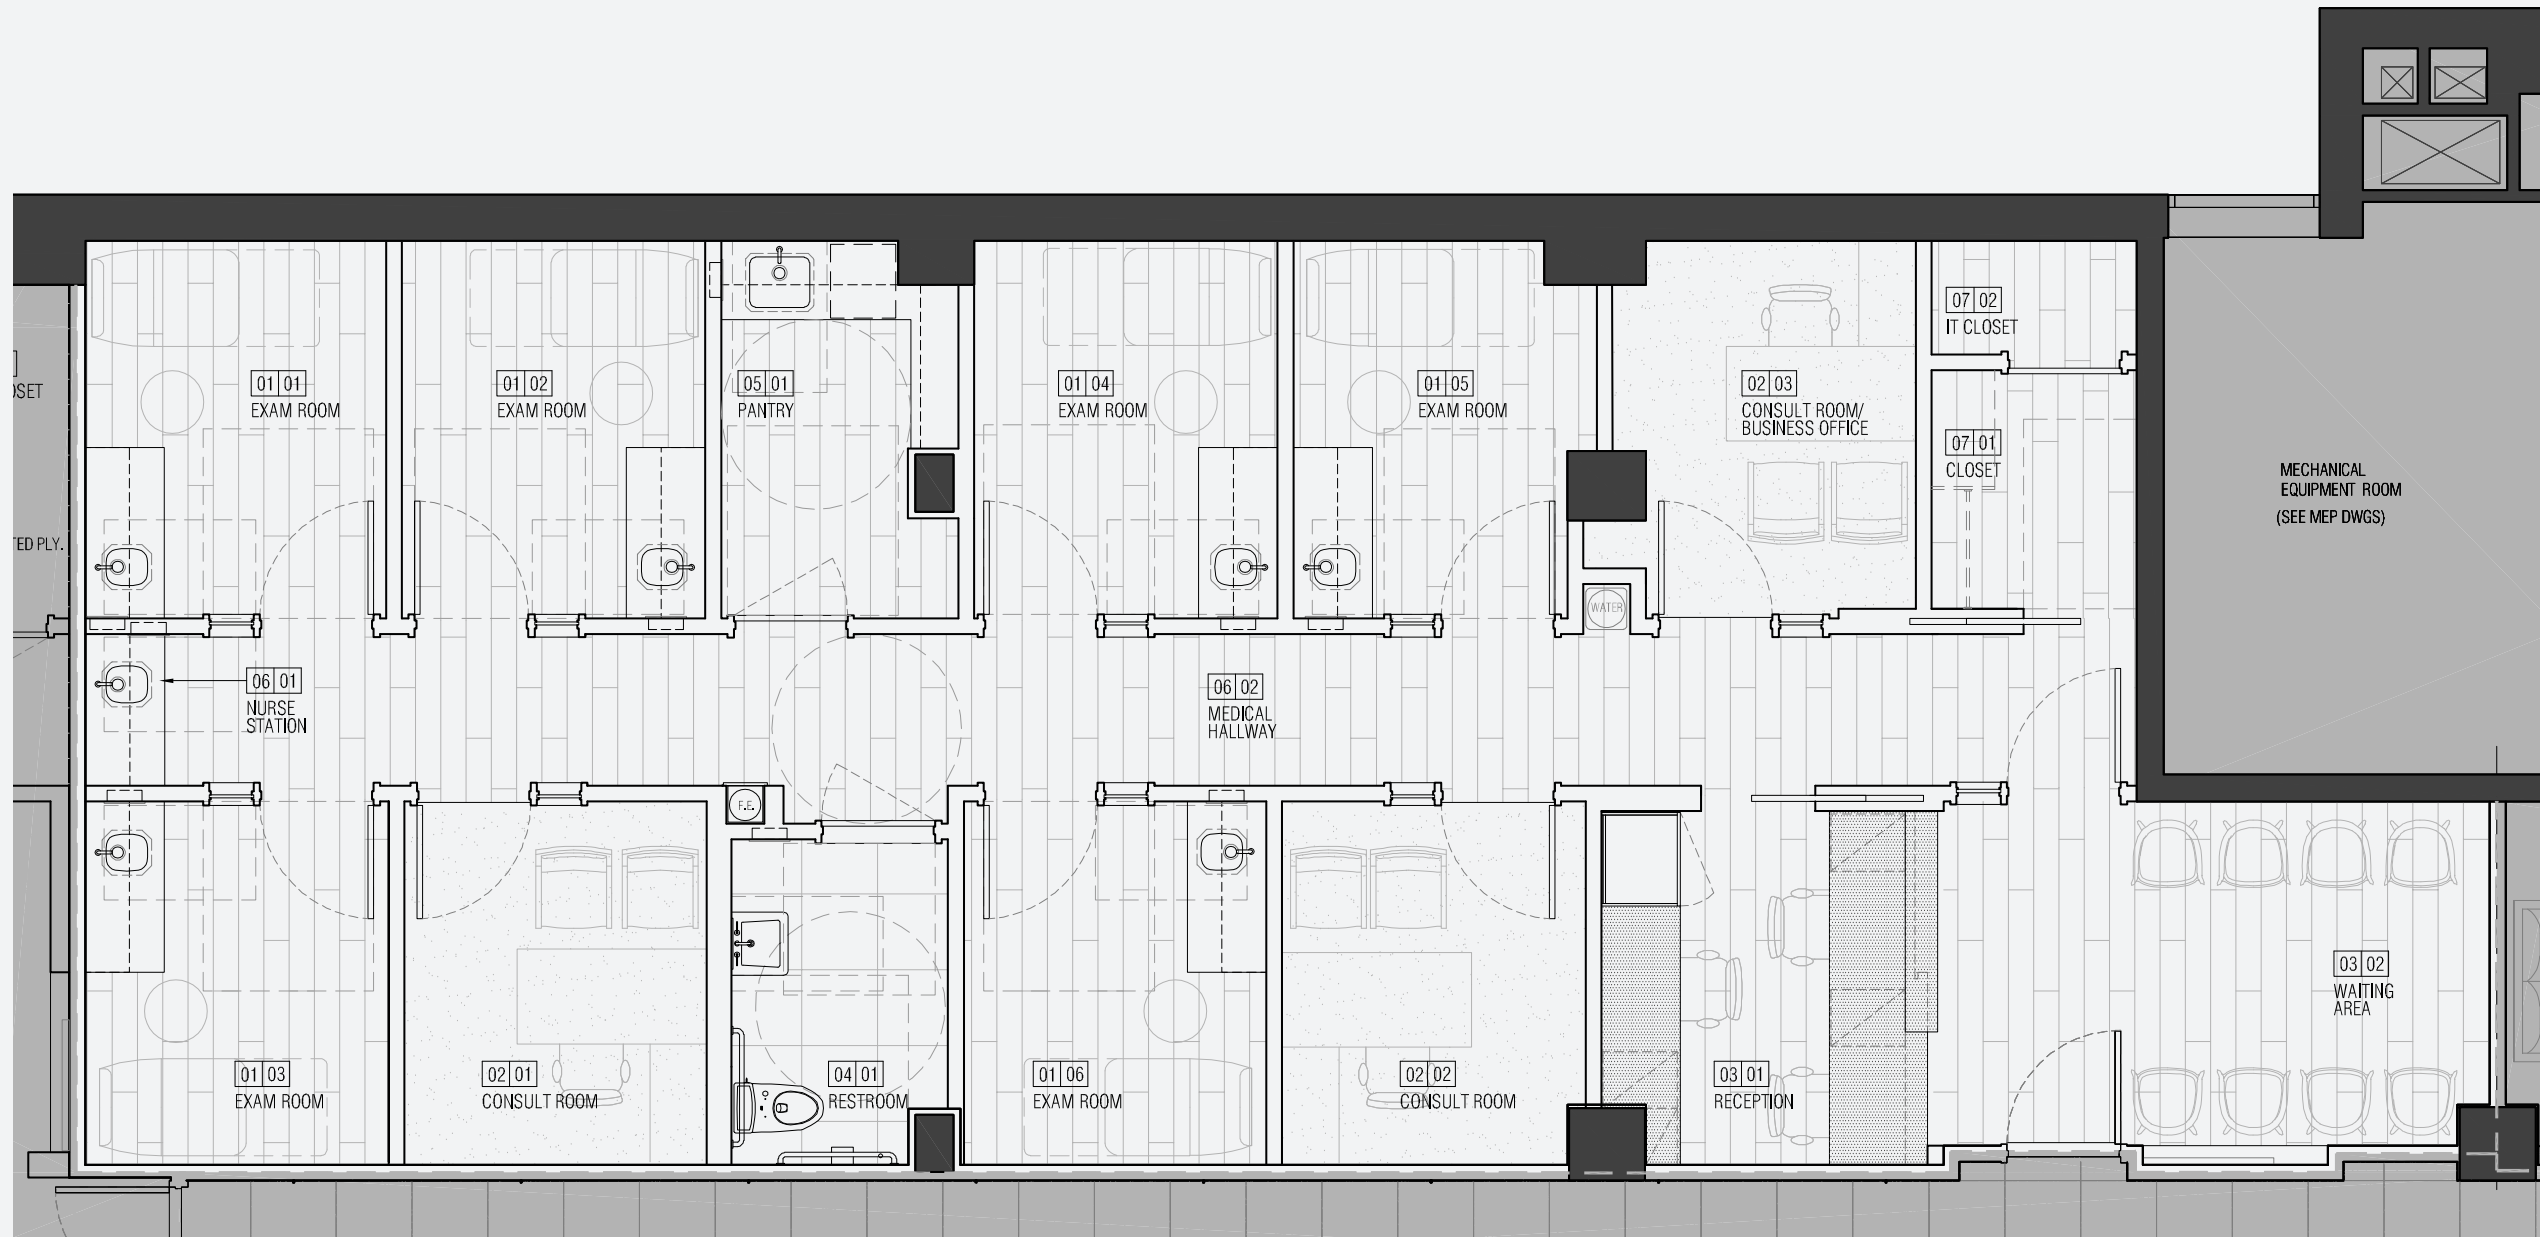 01 01
EXAM ROOM
01 02
EXAM ROOM
05 01
PANTRY
01 04
EXAM ROOM
01 05
EXAM ROOM
02 03
CONSULT ROOM/
BUSINESS OFFICE
07 02
IT CLOSET
07 01
CLOSET
MECHANICAL
EQUIPMENT ROOM
(SEE MEP DWGS)
OSET
TED PLY.
WATER
06 01
NURSE
STATION
06 02
MEDICAL
HALLWAY
F.E.
01 03
EXAM ROOM
02 01
CONSULT ROOM
04 01
RESTROOM
01 06
EXAM ROOM
02 02
CONSULT ROOM
03 01
RECEPTION
03 02
WAITING
AREA